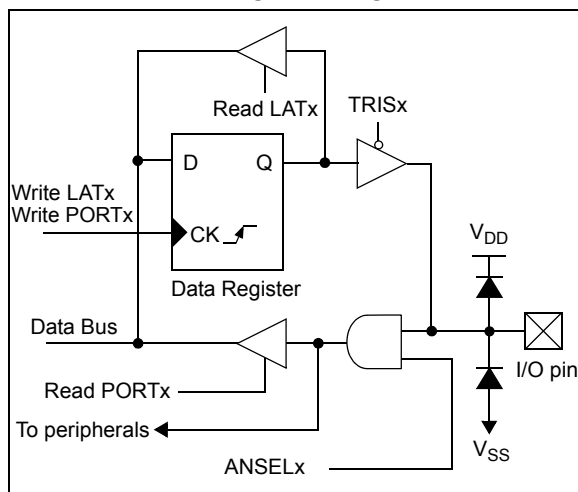 Read LATx
TRISx
D Q
Write LATx
Write PORTx
CK
VDD
Data Register
Data Bus
I/O pin
Read PORTx
To peripherals
VSS
ANSELx